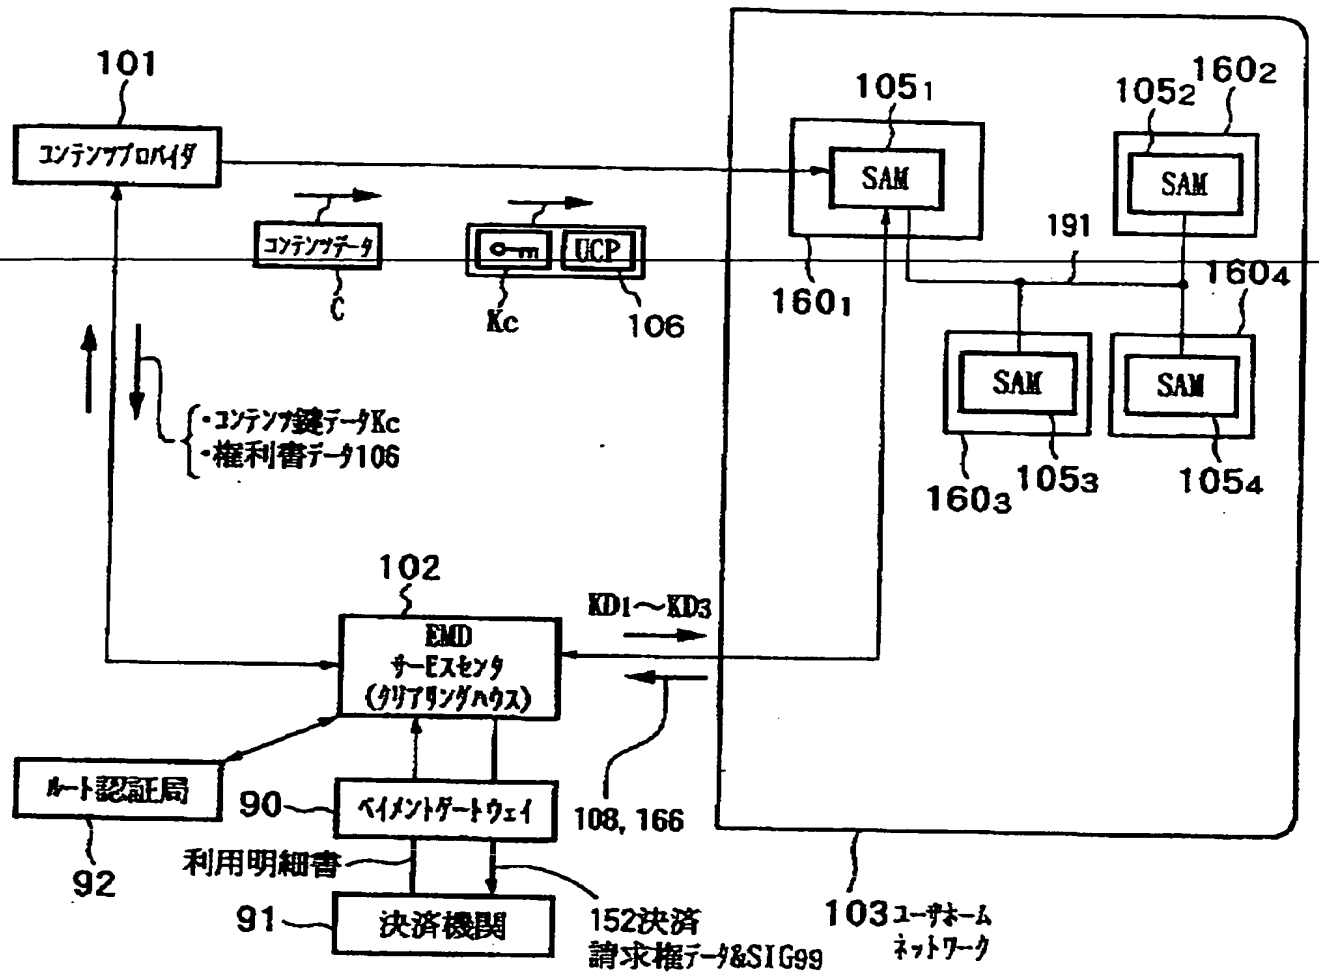 101
コンテンツプロバイダ
コンテンツデータ
C
UCP
Kc
106
・コンテンツ鍵データKc
・権利書データ106
105₁
SAM
160₁
160₂
105₂
SAM
191
160₄
SAM
105₃
160₃
SAM
105₄
102
EMD
サービスセンタ
(クリアリングハウス)
KD₁～KD₃
108, 166
ルート認証局
92
90
ペイメントゲートウェイ
利用明細書
91
決済機関
152決済
請求権データ&SIG99
103 ユーザホーム
ネットワーク